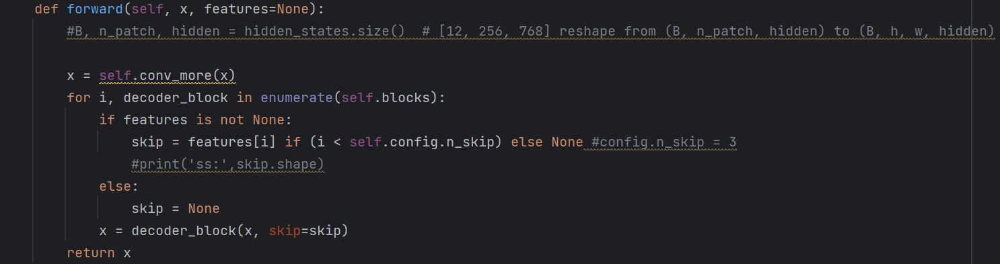 def forward(self, x, features=None):
#B, n_patch, hidden = hidden_states.size()  # [12, 256, 768] reshape from (B, n_patch, hidden) to (B, h, w, hidden)
x = self.conv_more(x)
for i, decoder_block in enumerate(self.blocks):
if features is not None:
skip = features[i] if (i < self.config.n_skip) else None #config.n_skip = 3
#print('ss:',skip.shape)
else:
skip = None
x = decoder_block(x, skip=skip)
return x